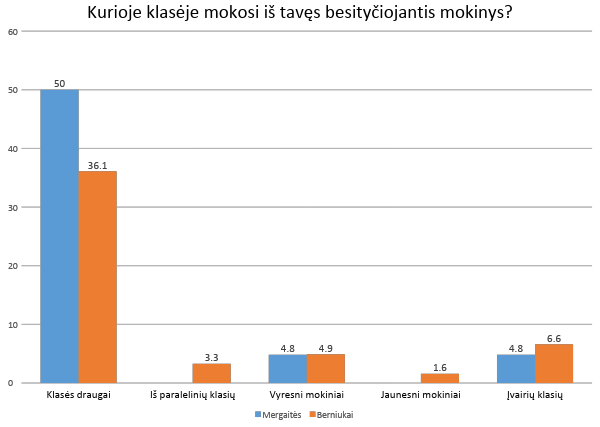 Kurioje klasėje mokosi iš tavęs besityčiojantis mokinys?
60
50
40
30
20
10
0
50
36.1
3.3
4.8
4.9
1.6
4.8
6.6
Klasės draugai
Iš paralelinių klasių
Vyresni mokiniai
Jaunesni mokiniai
Įvairių klasių
Mergaitės
Berniukai